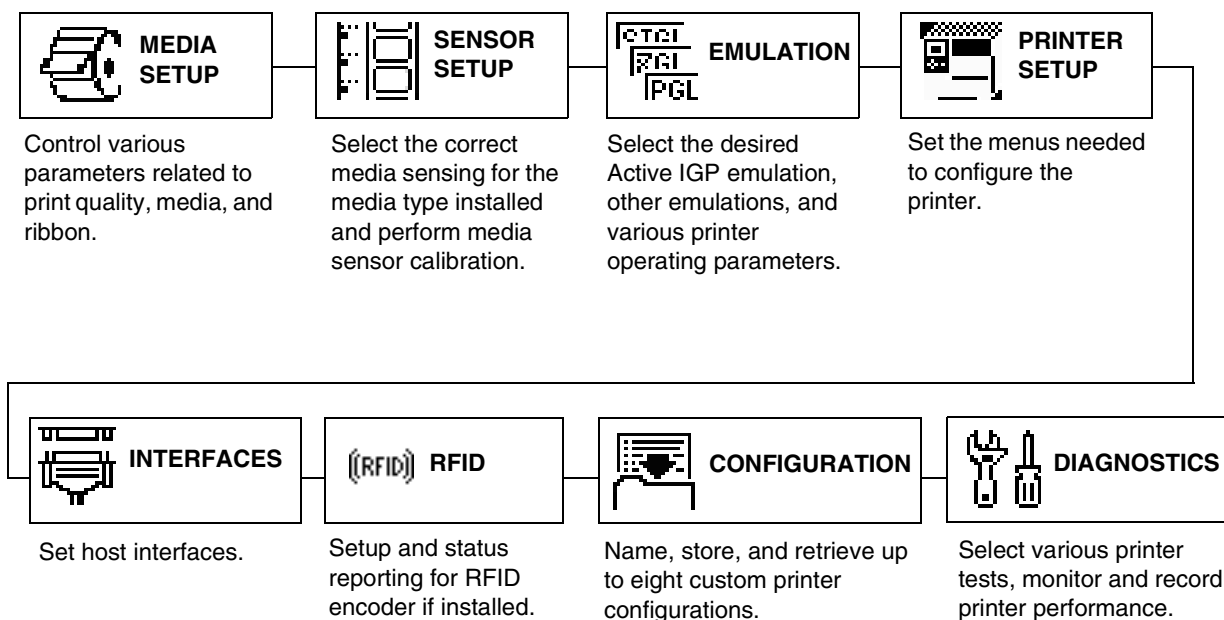 MEDIA
SETUP
SENSOR
SETUP
EMULATION
PGL
PRINTER
SETUP
Control various
parameters related to
print quality, media, and
ribbon.
Select the correct
media sensing for the
media type installed
and perform media
sensor calibration.
Select the desired
Active IGP emulation,
other emulations, and
various printer
operating parameters.
Set the menus needed
to configure the
printer.
INTERFACES
((RFID)) RFID
CONFIGURATION
DIAGNOSTICS
Set host interfaces.
Setup and status
reporting for RFID
encoder if installed.
Name, store, and retrieve up
to eight custom printer
configurations.
Select various printer
tests, monitor and record
printer performance.